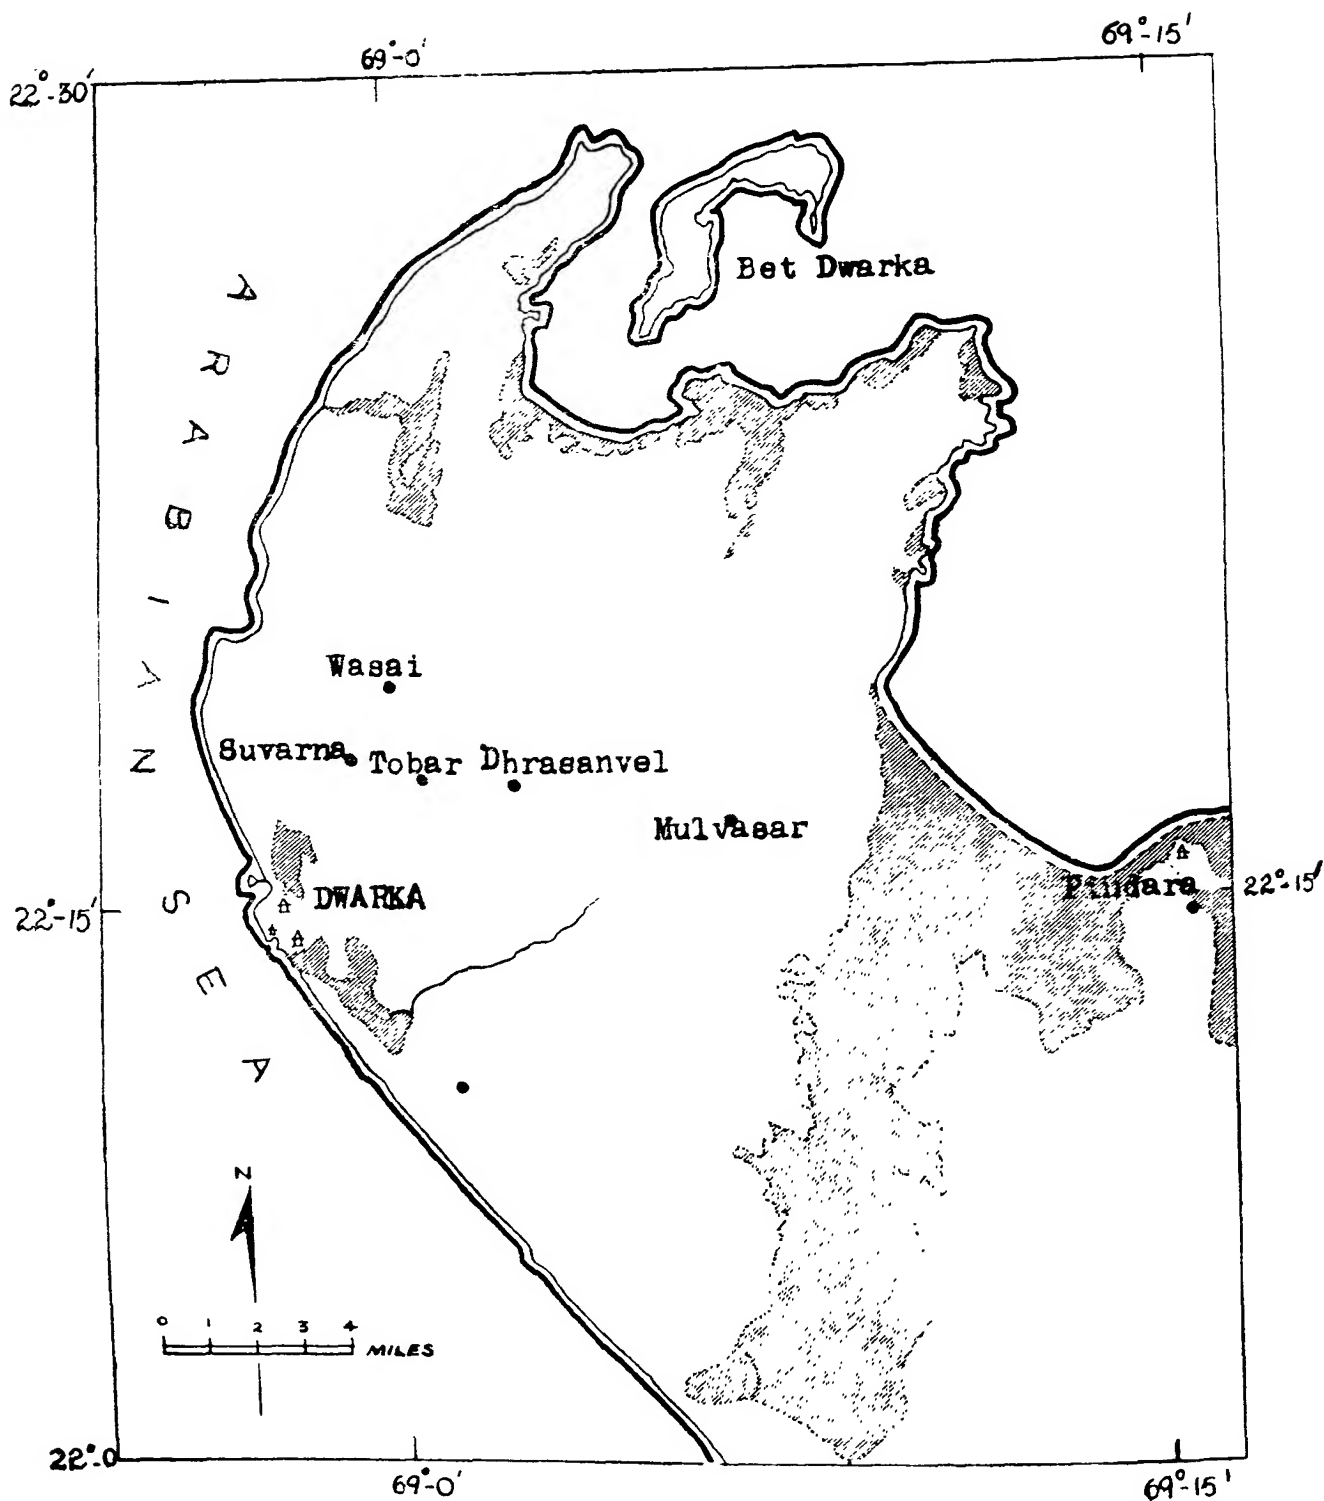 69°-0'
69°-15'
22°-30'
Bet Dwarka
ARABIAN SEA
Wasai
Suvarna
Tobar
Dhrasanvel
Mulvasar
DWARKA
Pindara
22°-15'
22°-15'
N
0 1 2 3 4
MILES
22°-0
69°-0'
69°-15'